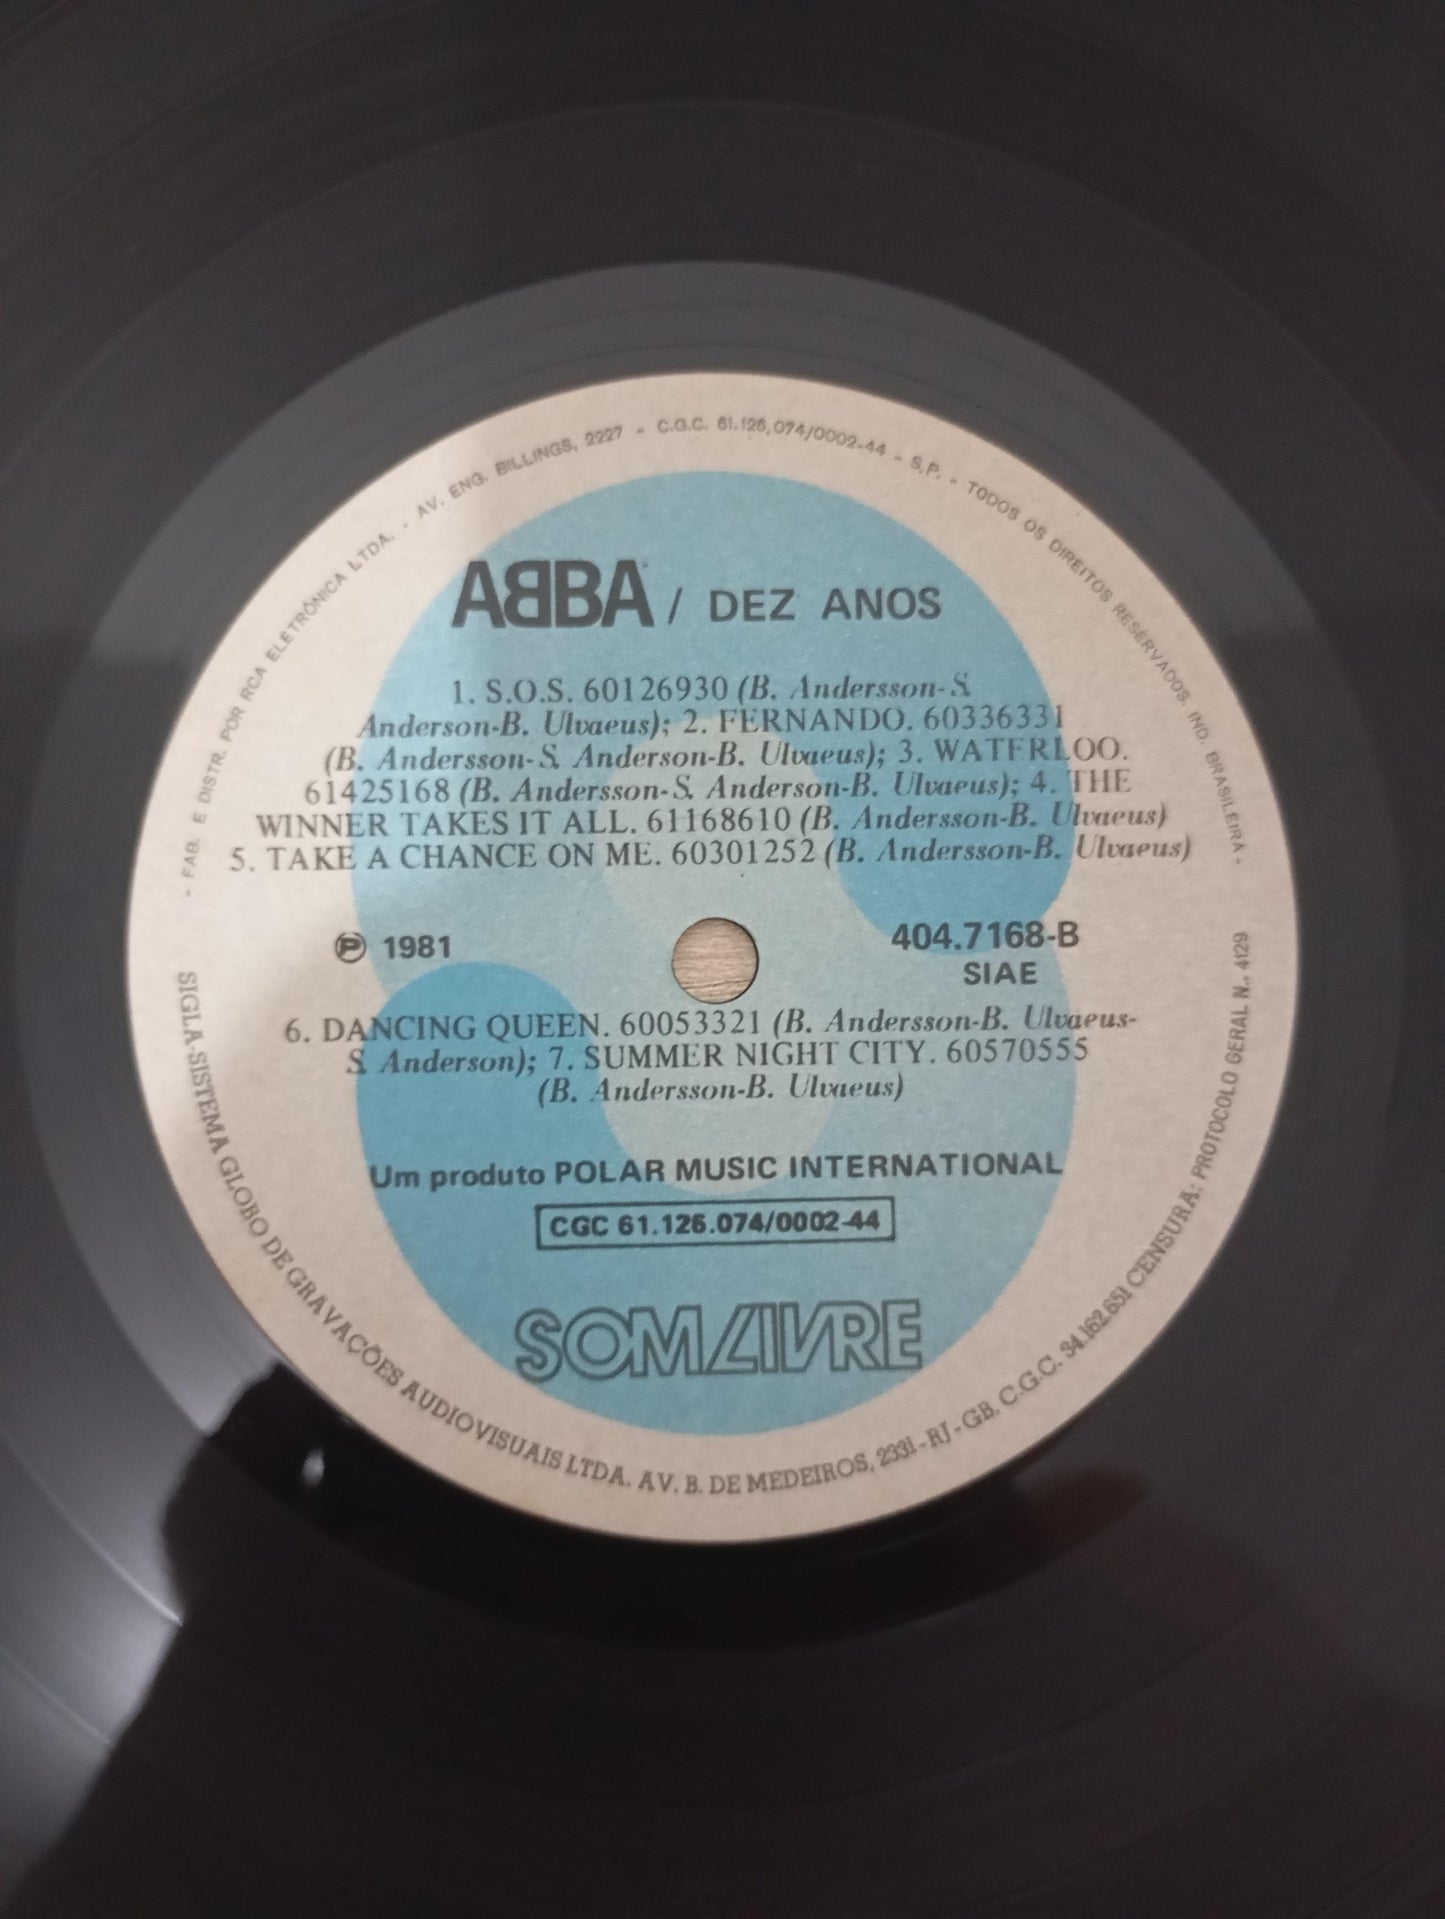 - FAB. E DISTR. POR RCA ELETRÔNICA LTDA. - AV. ENG. BILLINGS, 2227 - C.G.C. 61.126,074/0002-44 - S.P. - TODOS OS DIREITOS RESERVADOS. IND. BRASILEIRA -
ABBA / DEZ ANOS
1. S.O.S. 60126930 (B. Andersson-S.
Anderson-B. Ulvaeus); 2. FERNANDO. 60336331
(B. Andersson-S. Anderson-B. Ulvaeus); 3. WATERLOO.
61425168 (B. Andersson-S. Anderson-B. Ulvaeus); 4. THE
WINNER TAKES IT ALL. 61168610 (B. Andersson-B. Ulvaeus)
5. TAKE A CHANCE ON ME. 60301252 (B. Andersson-B. Ulvaeus)
Ⓟ 1981
404.7168-B
SIAE
6. DANCING QUEEN. 60053321 (B. Andersson-B. Ulvaeus-
S. Anderson); 7. SUMMER NIGHT CITY. 60570555
(B. Andersson-B. Ulvaeus)
Um produto POLAR MUSIC INTERNATIONAL
CGC 61.126.074/0002-44
SOM LIVRE
SIGLA-SISTEMA GLOBO DE GRAVAÇÕES AUDIOVISUAIS LTDA. AV. B. DE MEDEIROS, 2331 - RJ - GB. C.G.C. 34.162.651 CENSURA: PROTOCOLO GERAL N. 4129